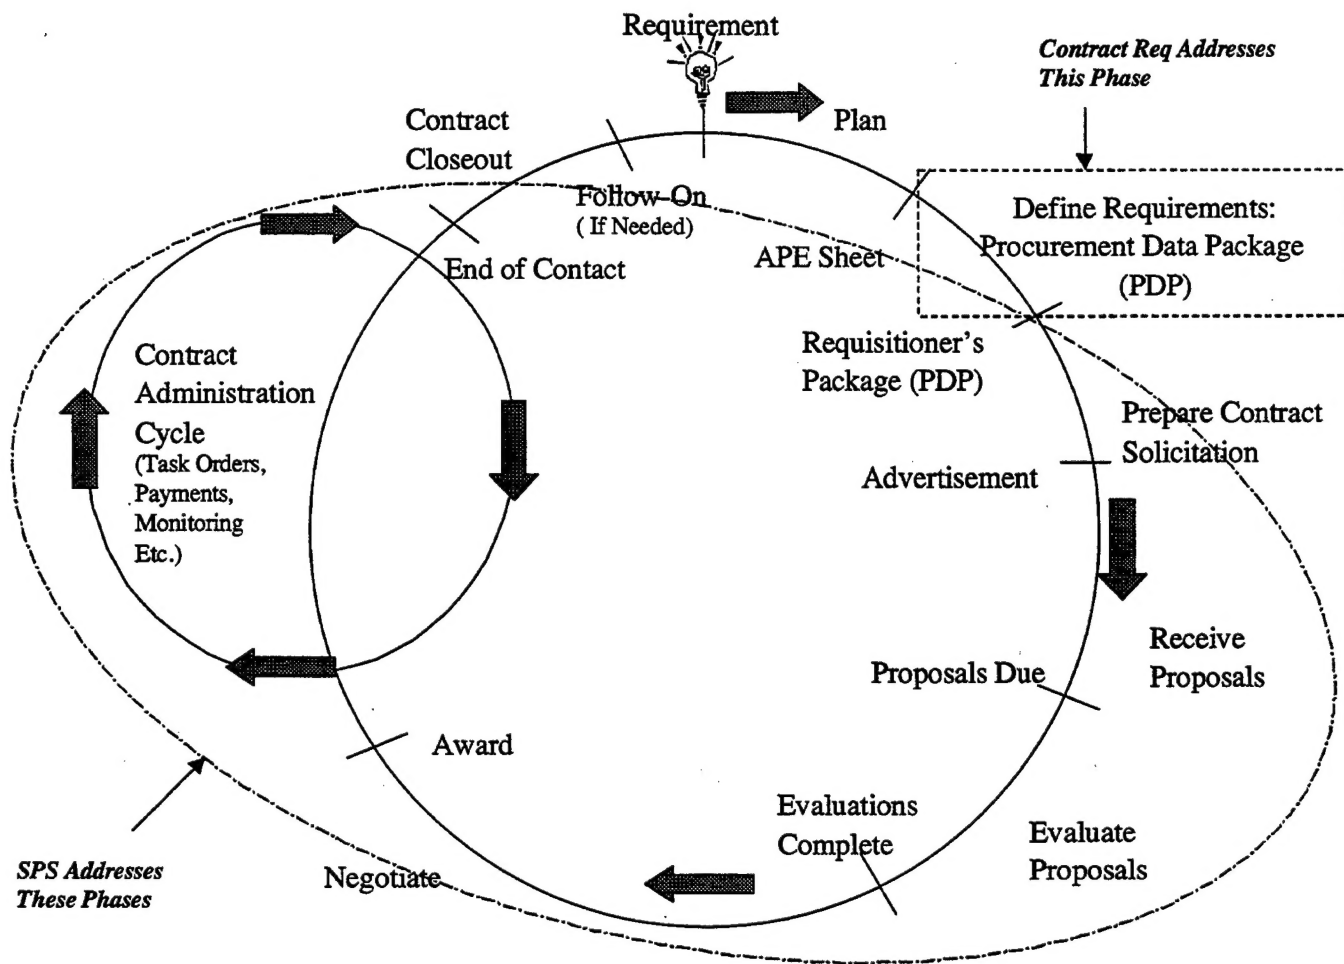 Requirement
Contract Req Addresses
This Phase
Plan
Contract
Closeout
Follow-On
( If Needed)
Define Requirements:
Procurement Data Package
(PDP)
APE Sheet
End of Contact
Requisitioner's
Package (PDP)
Contract
Administration
Cycle
(Task Orders,
Payments,
Monitoring
Etc.)
Prepare Contract
Solicitation
Advertisement
Receive
Proposals
Proposals Due
Award
Evaluations
Complete
Evaluate
Proposals
SPS Addresses
These Phases
Negotiate